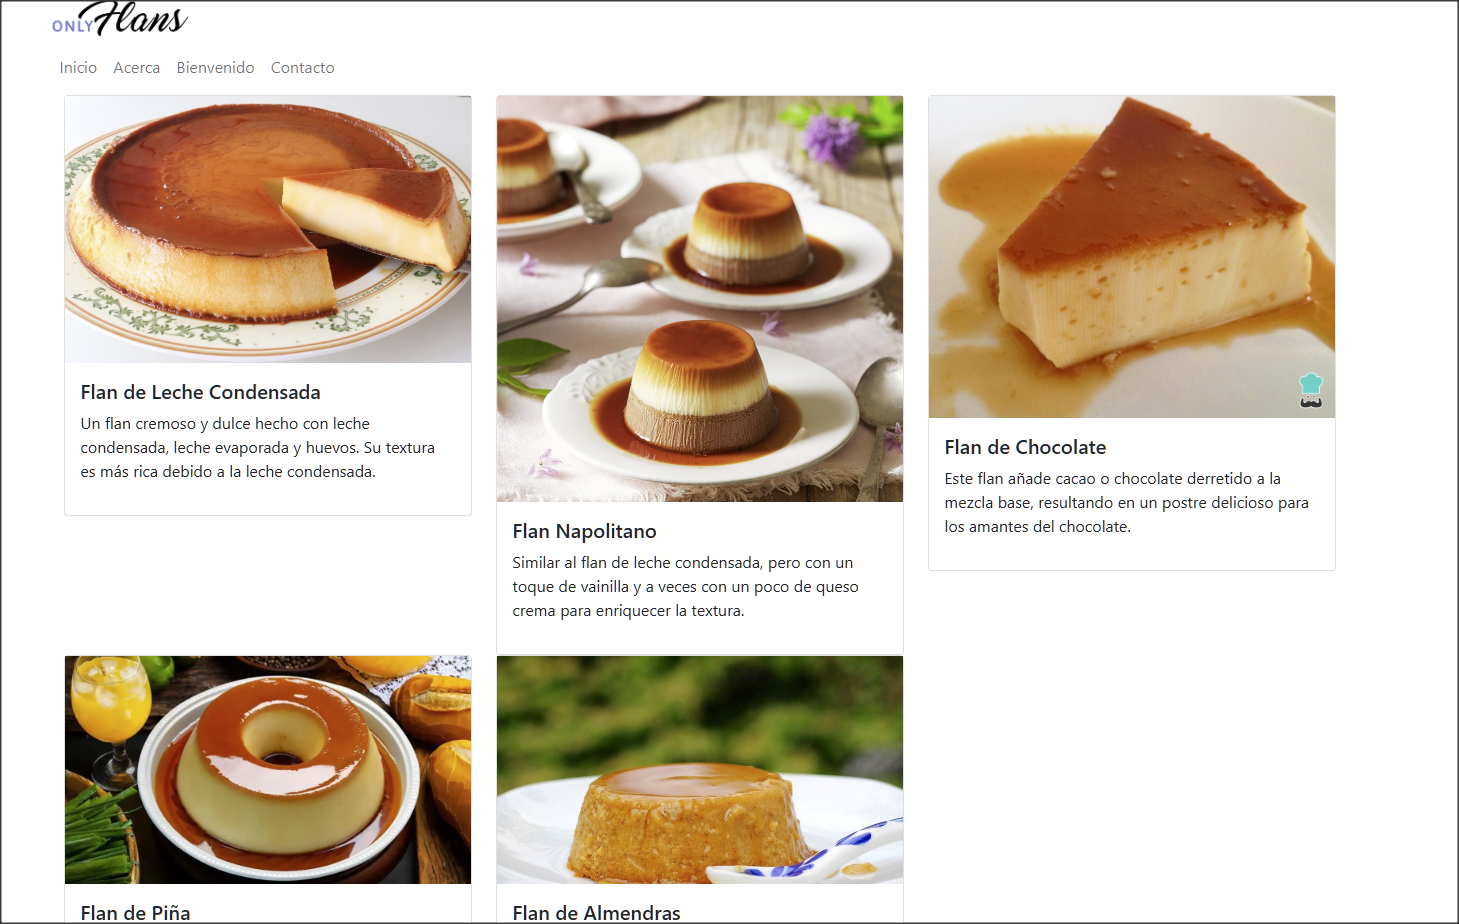 ONLY Flans
Inicio Acerca Bienvenido Contacto
Flan de Leche Condensada
Un flan cremoso y dulce hecho con leche
condensada, leche evaporada y huevos. Su textura
es más rica debido a la leche condensada.
Flan Napolitano
Similar al flan de leche condensada, pero con un
toque de vainilla y a veces con un poco de queso
crema para enriquecer la textura.
Flan de Chocolate
Este flan añade cacao o chocolate derretido a la
mezcla base, resultando en un postre delicioso para
los amantes del chocolate.
Flan de Piña
Flan de Almendras